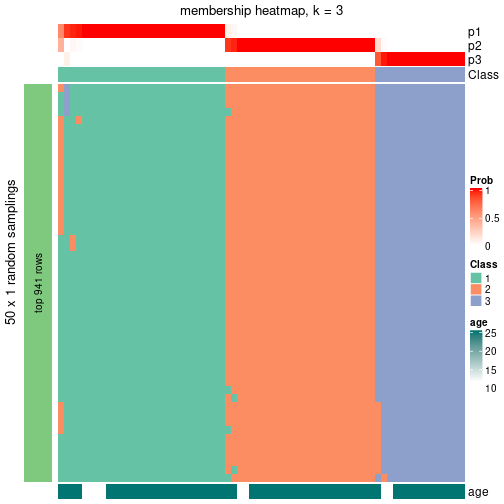 membership heatmap, k = 3
p1
p2
p3
Class
50 x 1 random samplings
top 941 rows
Prob
1
0.5
0
Class
1
2
3
age
25
20
15
10
age